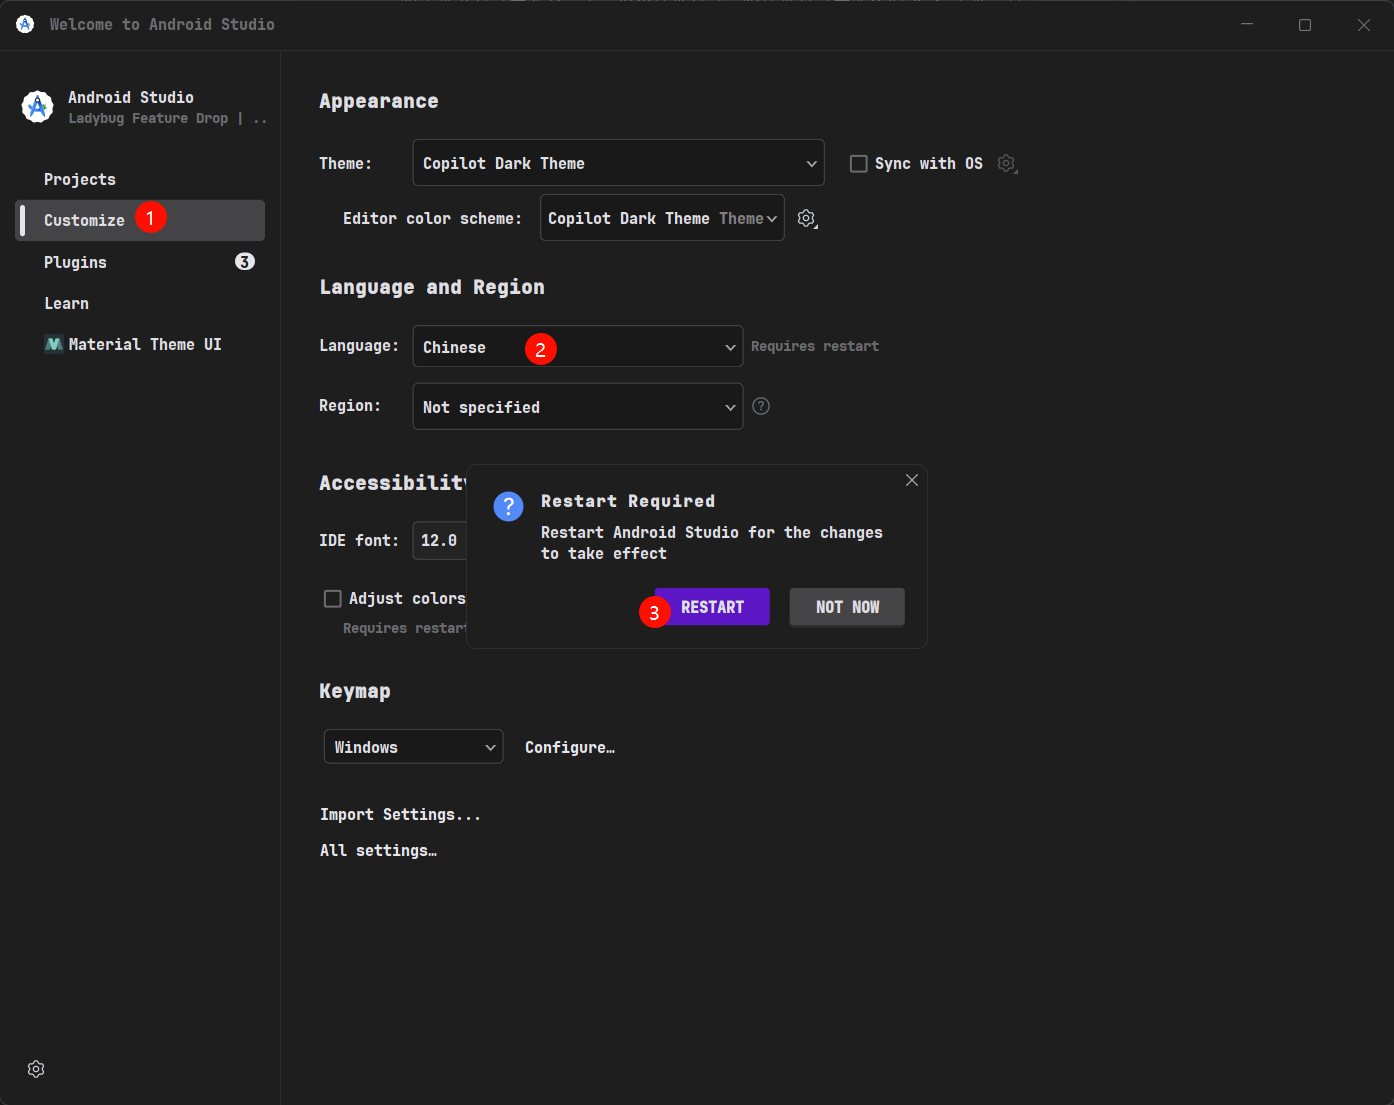 Welcome to Android Studio
Android Studio
Ladybug Feature Drop | ..
Projects
Customize 1
Plugins 3
Learn
Material Theme UI
Appearance
Theme: Copilot Dark Theme Sync with OS
Editor color scheme: Copilot Dark Theme Theme
Language and Region
Language: Chinese 2 Requires restart
Region: Not specified ?
Accessibility
IDE font: 12.0
Adjust colors
Requires restart
? Restart Required
Restart Android Studio for the changes
to take effect
3 RESTART NOT NOW
Keymap
Windows Configure…
Import Settings...
All settings…